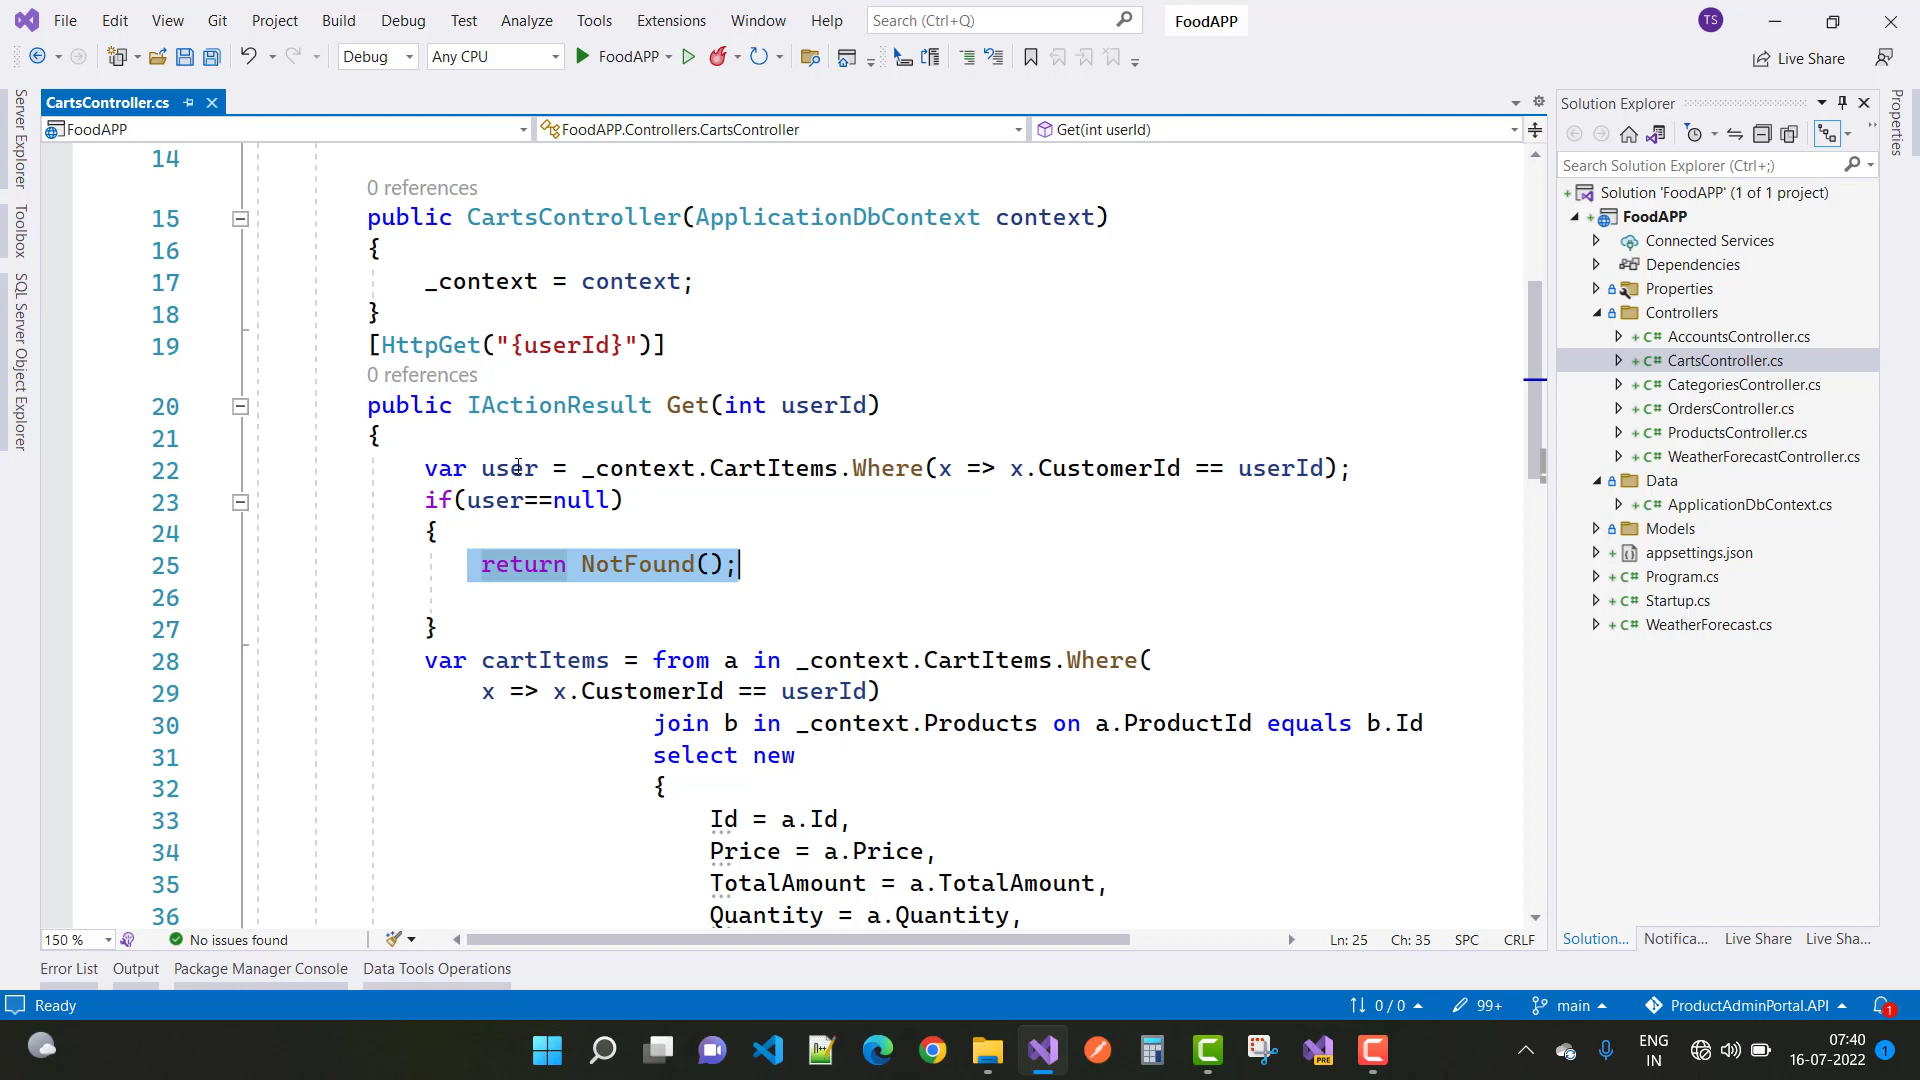 File Edit View Git Project Build Debug Test Analyze Tools Extensions Window Help Search (Ctrl+Q) FoodAPP TS
Debug Any CPU FoodAPP Live Share
CartsController.cs
FoodAPP FoodAPP.Controllers.CartsController Get(int userId)
Server Explorer
Toolbox
SQL Server Object Explorer
14
0 references
15 public CartsController(ApplicationDbContext context)
16 {
17 _context = context;
18 }
19 [HttpGet("{userId}")]
0 references
20 public IActionResult Get(int userId)
21 {
22 var user = _context.CartItems.Where(x => x.CustomerId == userId);
23 if(user==null)
24 {
25 return NotFound();
26
27 }
28 var cartItems = from a in _context.CartItems.Where(
29 x => x.CustomerId == userId)
30 join b in _context.Products on a.ProductId equals b.Id
31 select new
32 {
33 Id = a.Id,
34 Price = a.Price,
35 TotalAmount = a.TotalAmount,
36 Quantity = a.Quantity,
150 % No issues found Ln: 25 Ch: 35 SPC CRLF
Solution Explorer
Search Solution Explorer (Ctrl+;)
Solution 'FoodAPP' (1 of 1 project)
FoodAPP
Connected Services
Dependencies
Properties
Controllers
C# AccountsController.cs
C# CartsController.cs
C# CategoriesController.cs
C# OrdersController.cs
C# ProductsController.cs
C# WeatherForecastController.cs
Data
C# ApplicationDbContext.cs
Models
appsettings.json
C# Program.cs
C# Startup.cs
C# WeatherForecast.cs
Solution... Notifica... Live Share Live Sha...
Properties
Error List Output Package Manager Console Data Tools Operations
Ready 0 / 0 99+ main ProductAdminPortal.API 1
PRE
ENG
IN
07:40
16-07-2022
1